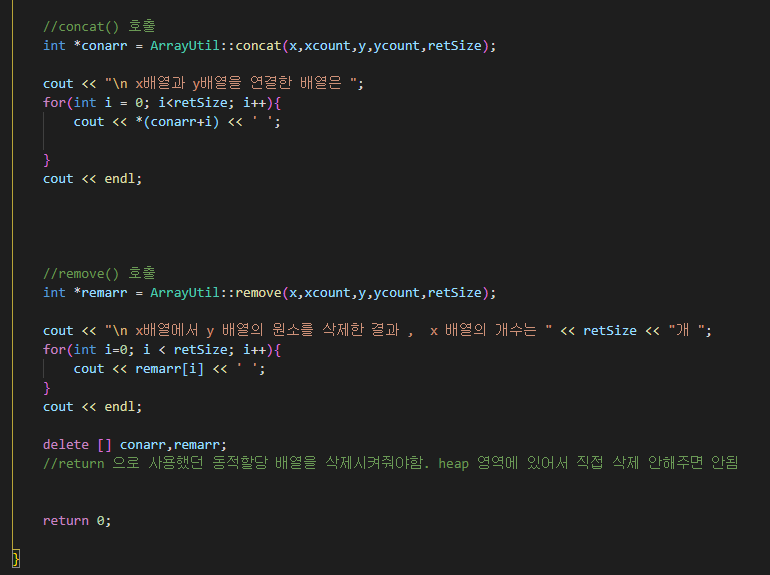 //concat() 호출
int *conarr = ArrayUtil::concat(x,xcount,y,ycount,retSize);
cout << "\n x배열과 y배열을 연결한 배열은 ";
for(int i = 0; i<retSize; i++){
cout << *(conarr+i) << ' ';
}
cout << endl;
//remove() 호출
int *remarr = ArrayUtil::remove(x,xcount,y,ycount,retSize);
cout << "\n x배열에서 y 배열의 원소를 삭제한 결과 ,  x 배열의 개수는 " << retSize << "개 ";
for(int i=0; i < retSize; i++){
cout << remarr[i] << ' ';
}
cout << endl;
delete [] conarr,remarr;
//return 으로 사용했던 동적할당 배열을 삭제시켜줘야함. heap 영역에 있어서 직접 삭제 안해주면 안됨
return 0;
}